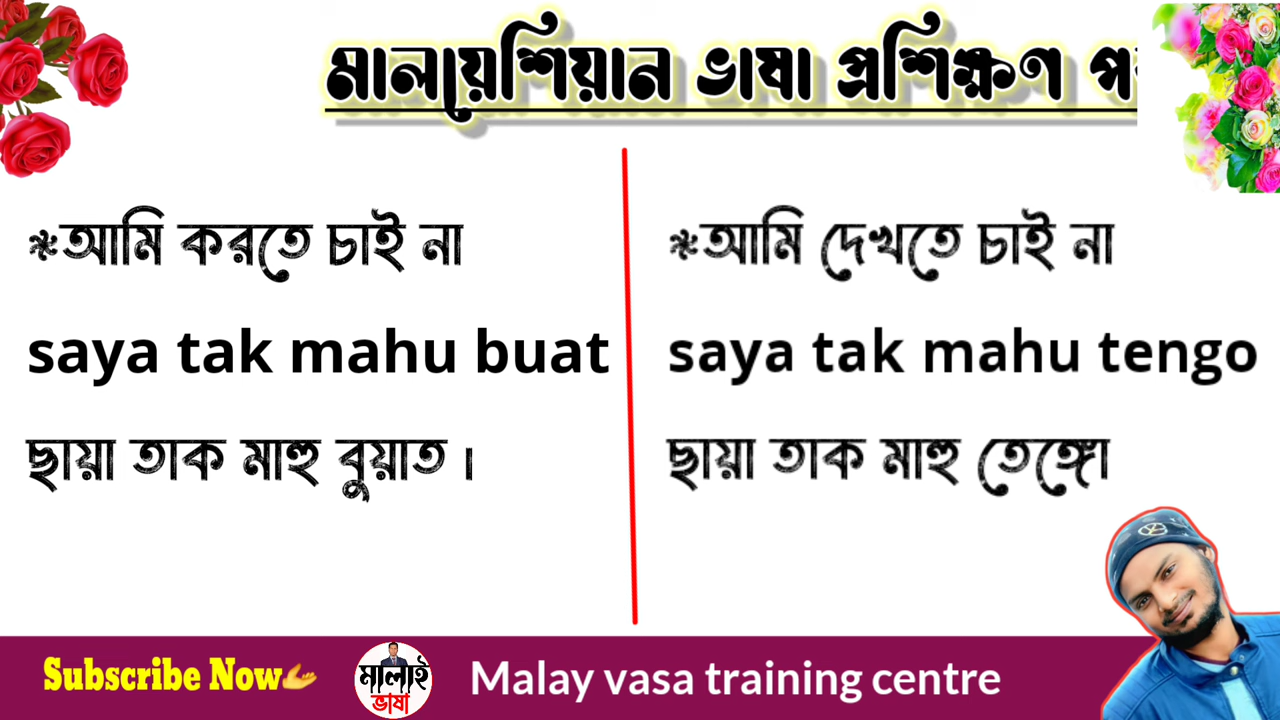 মালয়েশিয়ান ভাষা প্রশিক্ষণ
*আমি করতে চাই না
saya tak mahu buat
ছায়া তাক মাহু বুয়াত।
*আমি দেখতে চাই না
saya tak mahu tengo
ছায়া তাক মাহু তেঙ্গো
Subscribe Now
মালাই
ভাষা
Malay vasa training centre